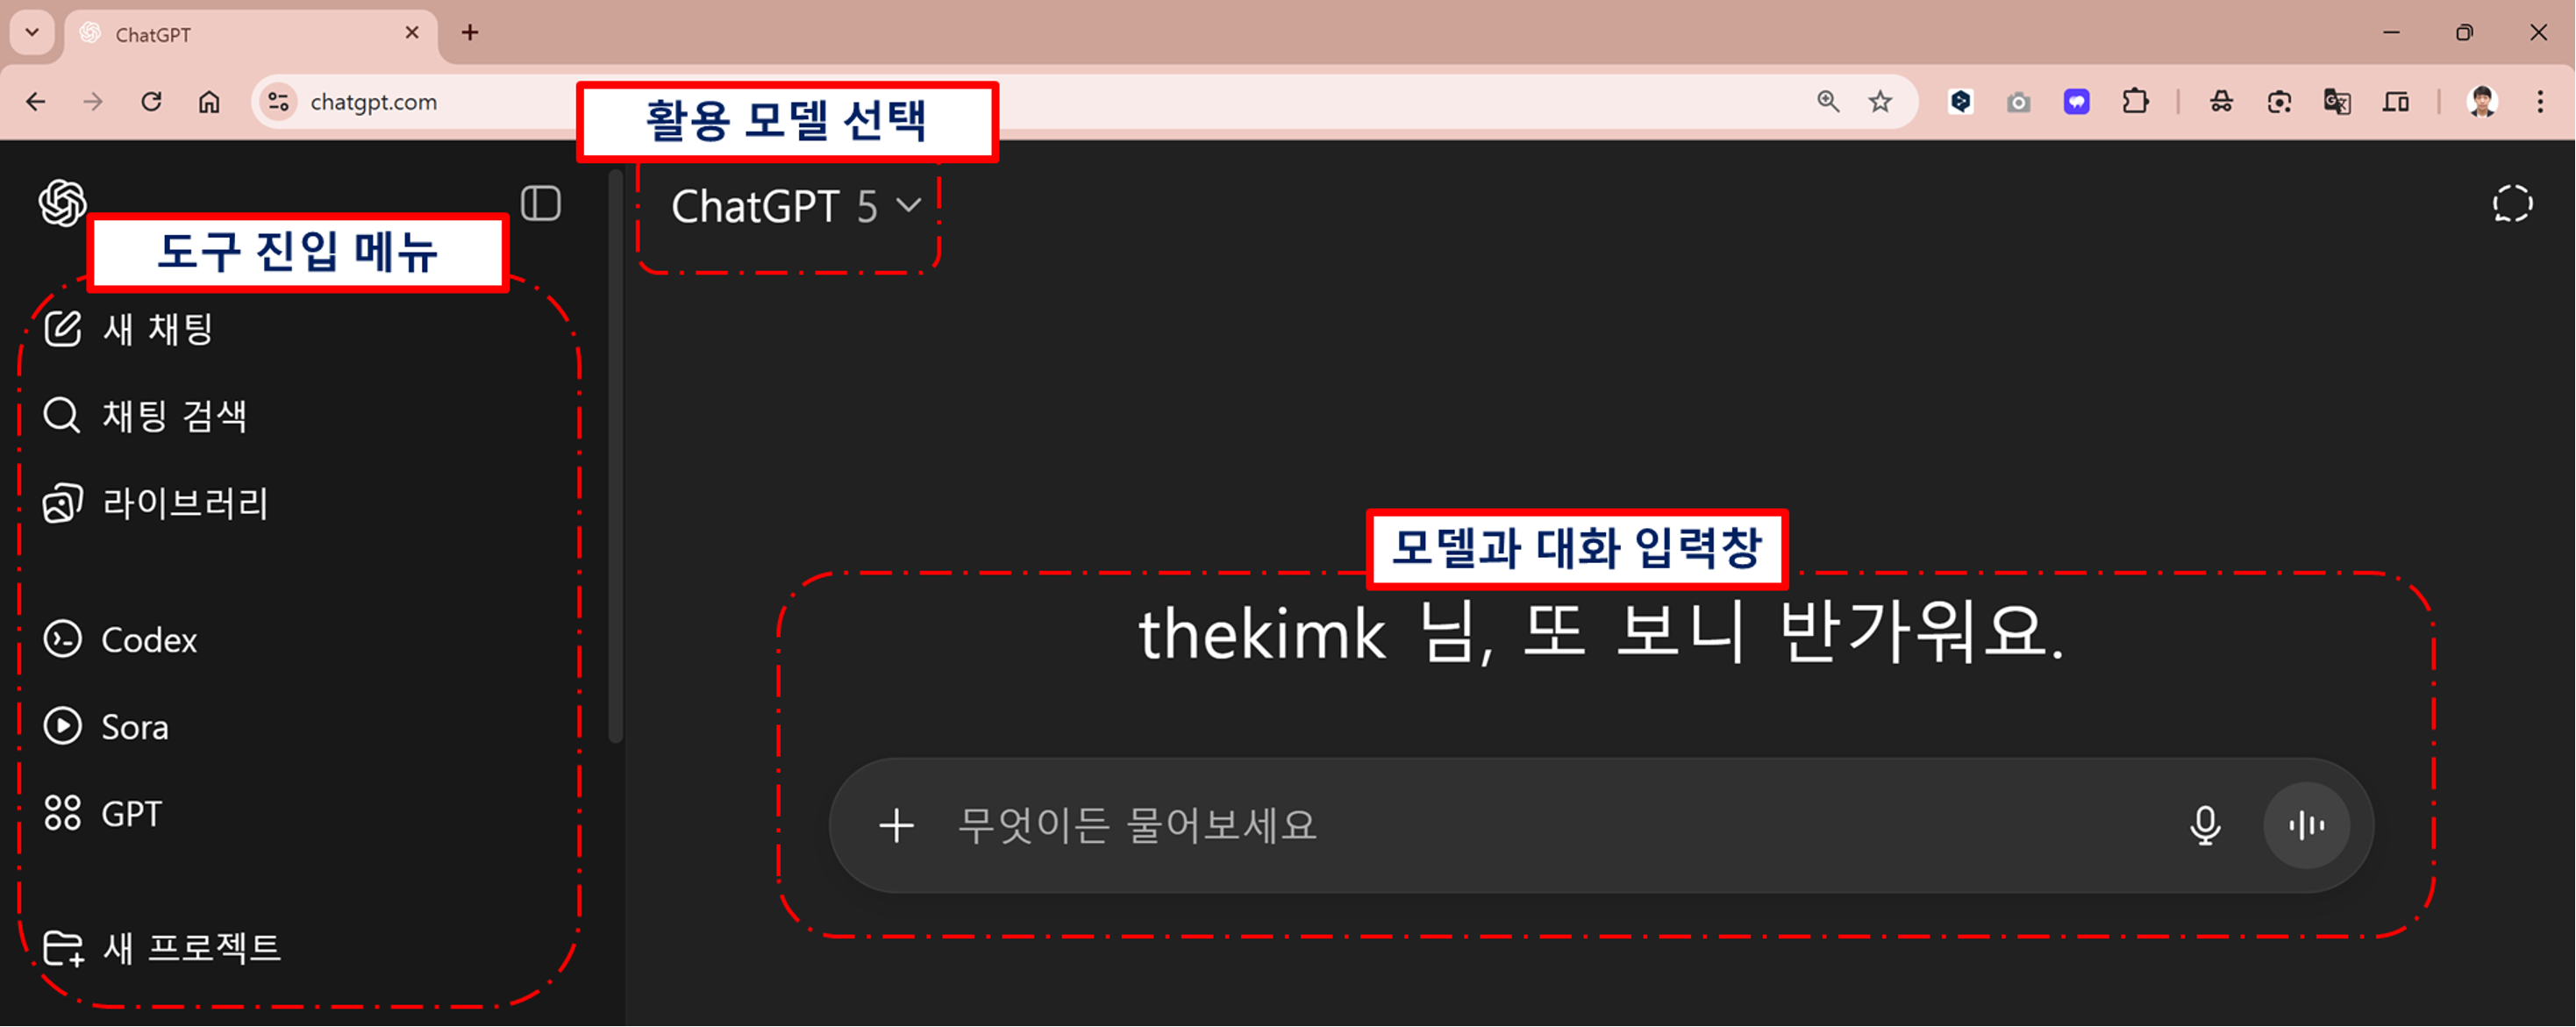 ChatGPT
chatgpt.com
활용 모델 선택
ChatGPT 5
도구 진입 메뉴
새 채팅
채팅 검색
라이브러리
Codex
Sora
GPT
새 프로젝트
모델과 대화 입력창
thekimk 님, 또 보니 반가워요.
무엇이든 물어보세요